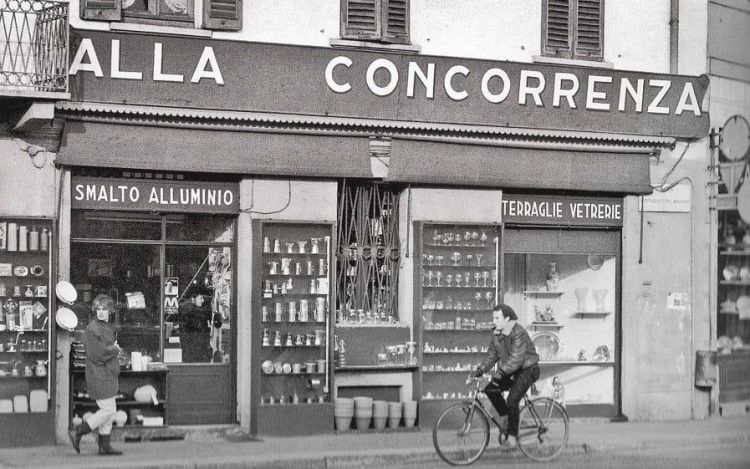 ALLA CONCORRENZA
SMALTO ALLUMINIO
TERRAGLIE VETRERIE